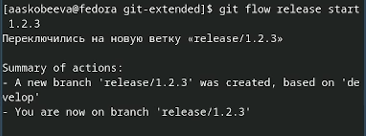 [aaskobeeva@fedora git-extended]$ git flow release start
 1.2.3
Переключились на новую ветку «release/1.2.3»

Summary of actions:
- A new branch 'release/1.2.3' was created, based on 'de
velop'
- You are now on branch 'release/1.2.3'